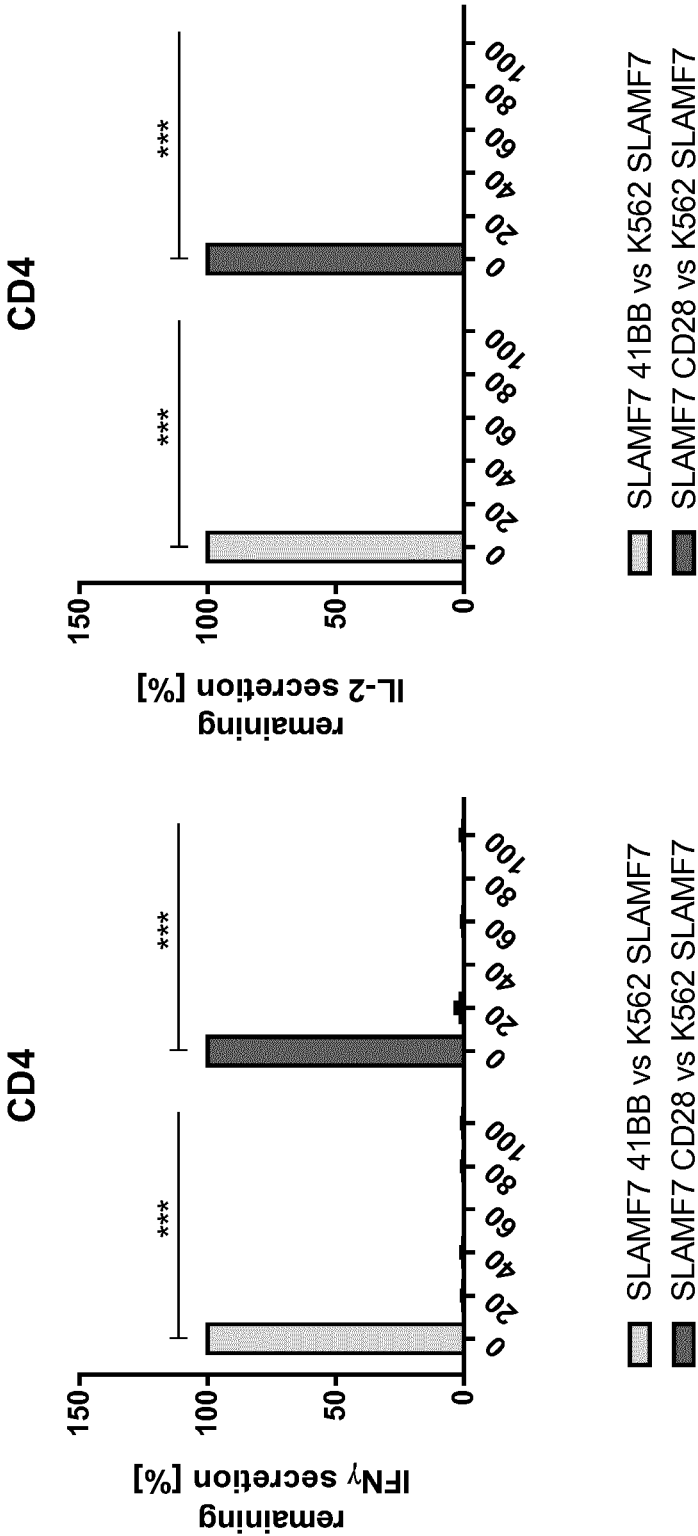 CD4
remaining
IFNγ secretion [%]
150
100
50
0
***
***
0 20 40 60 80 100 0 20 40 60 80 100
SLAMF7 41BB vs K562 SLAMF7
SLAMF7 CD28 vs K562 SLAMF7
CD4
remaining
IL-2 secretion [%]
150
100
50
0
***
***
0 20 40 60 80 100 0 20 40 60 80 100
SLAMF7 41BB vs K562 SLAMF7
SLAMF7 CD28 vs K562 SLAMF7